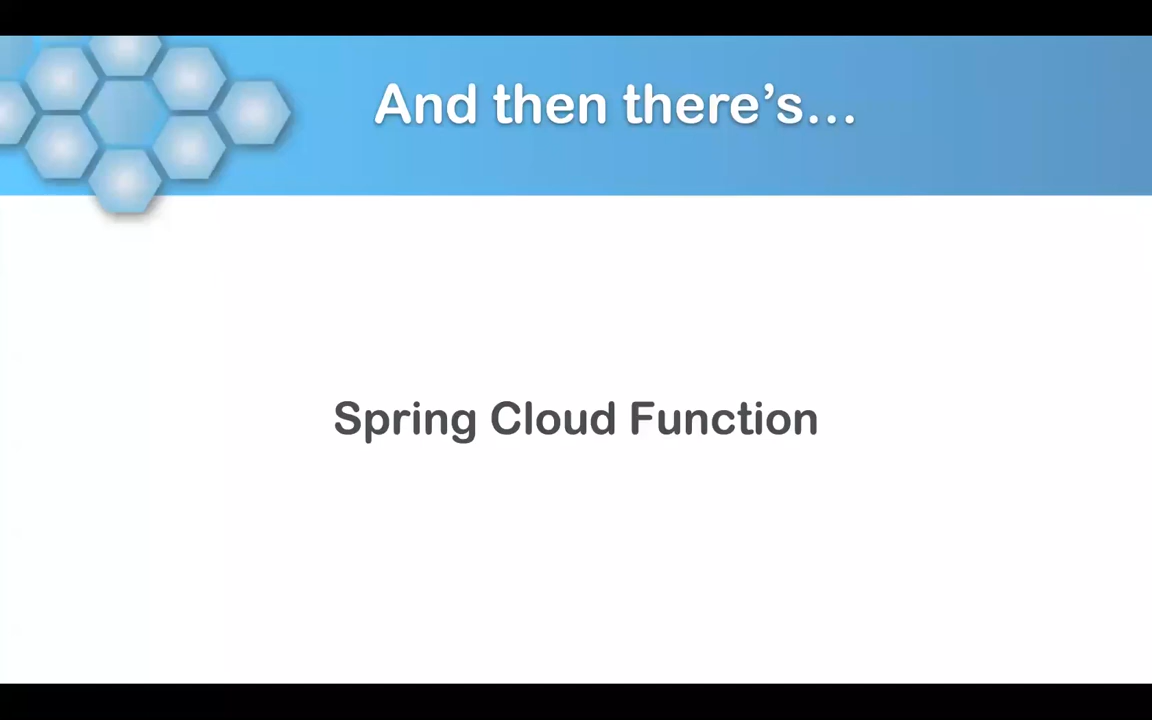 And then there’s…
Spring Cloud Function